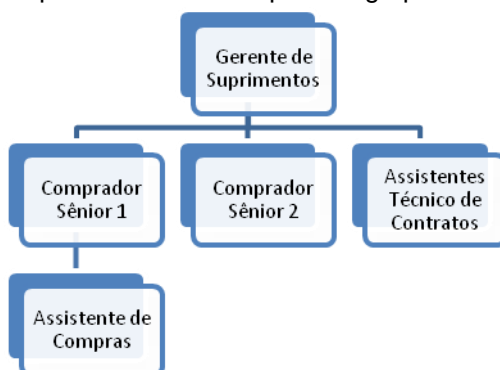 Gerente de
Suprimentos
Comprador
Sênior 1
Comprador
Sênior 2
Assistentes
Técnico de
Contratos
Assistente de
Compras